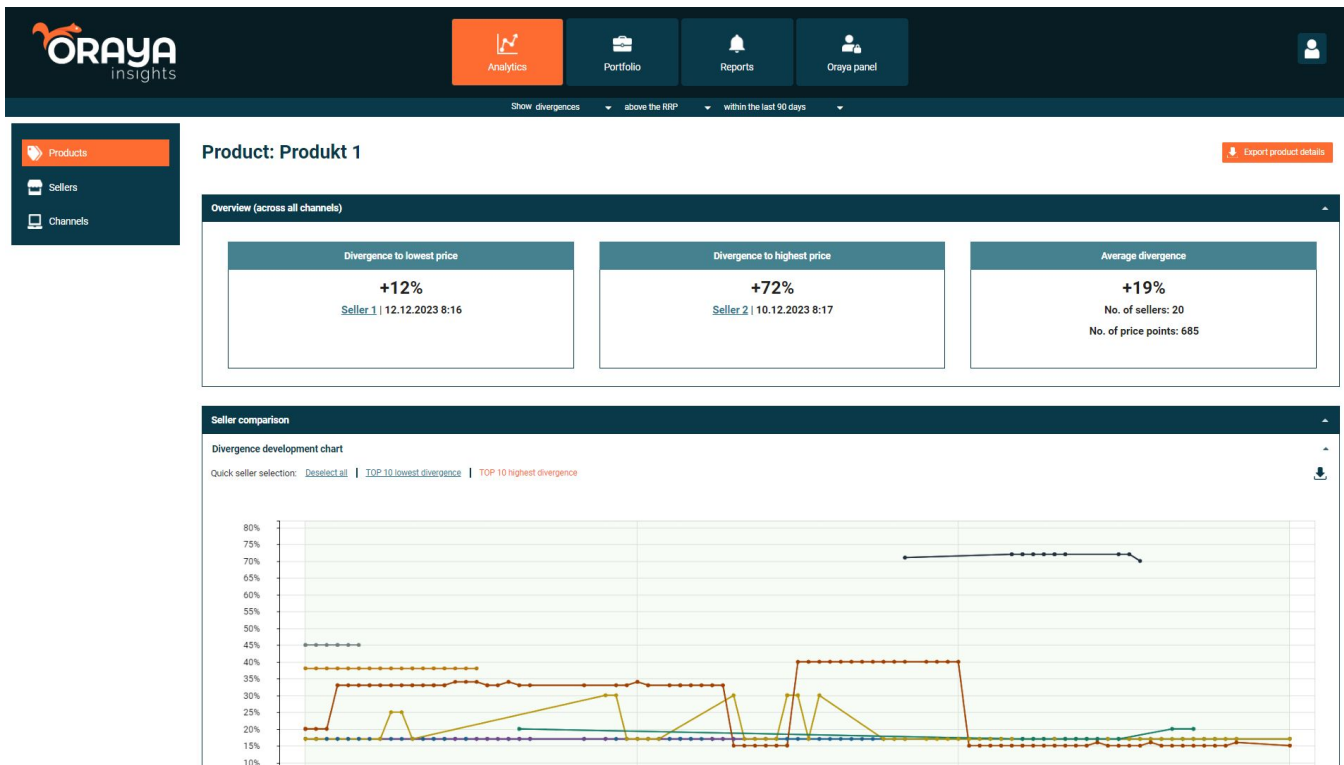 ORAYA
insights
Analytics
Portfolio
Reports
Oraya panel
Show divergences above the RRP within the last 90 days
Products
Sellers
Channels
Product: Produkt 1
Export product details
Overview (across all channels)
Divergence to lowest price
+12%
Seller 1 | 12.12.2023 8:16
Divergence to highest price
+72%
Seller 2 | 10.12.2023 8:17
Average divergence
+19%
No. of sellers: 20
No. of price points: 685
Seller comparison
Divergence development chart
Quick seller selection: Deselect all | TOP 10 lowest divergence | TOP 10 highest divergence
80%
75%
70%
65%
60%
55%
50%
45%
40%
35%
30%
25%
20%
15%
10%